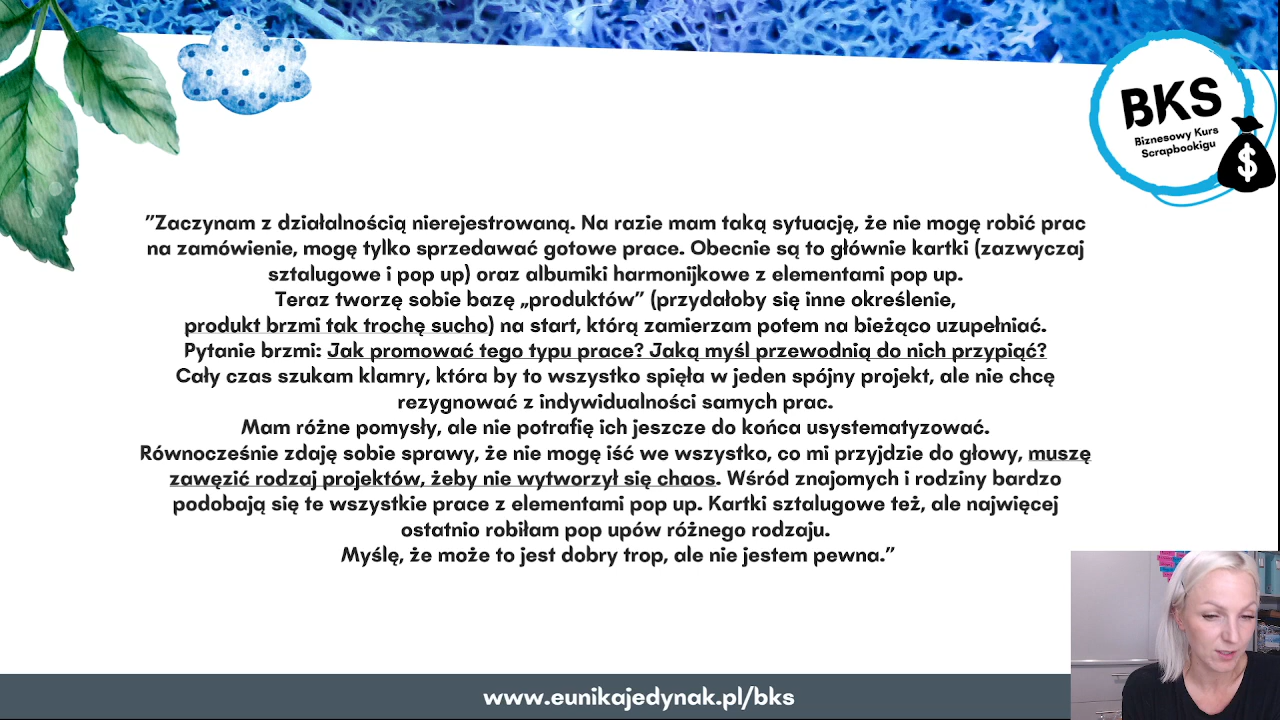 BKS
Biznesowy Kurs
Scrapbookigu
$
"Zaczynam z działalnością nierejestrowaną. Na razie mam taką sytuację, że nie mogę robić prac
na zamówienie, mogę tylko sprzedawać gotowe prace. Obecnie są to głównie kartki (zazwyczaj
sztalugowe i pop up) oraz albumiki harmonijkowe z elementami pop up.
Teraz tworzę sobie bazę „produktów" (przydałoby się inne określenie,
produkt brzmi tak trochę sucho) na start, którą zamierzam potem na bieżąco uzupełniać.
Pytanie brzmi: Jak promować tego typu prace? Jaką myśl przewodnią do nich przypiąć?
Cały czas szukam klamry, która by to wszystko spięła w jeden spójny projekt, ale nie chcę
rezygnować z indywidualności samych prac.
Mam różne pomysły, ale nie potrafię ich jeszcze do końca usystematyzować.
Równocześnie zdaję sobie sprawy, że nie mogę iść we wszystko, co mi przyjdzie do głowy, muszę
zawęzić rodzaj projektów, żeby nie wytworzył się chaos. Wśród znajomych i rodziny bardzo
podobają się te wszystkie prace z elementami pop up. Kartki sztalugowe też, ale najwięcej
ostatnio robiłam pop upów różnego rodzaju.
Myślę, że może to jest dobry trop, ale nie jestem pewna."
www.eunikajedynak.pl/bks